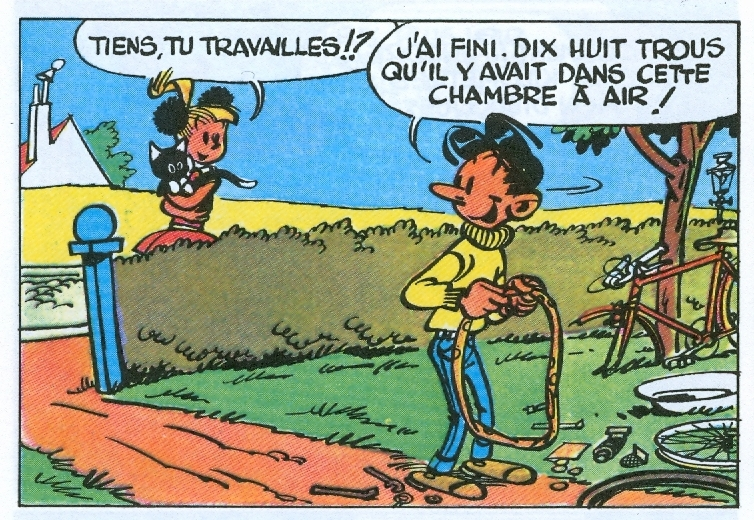 TIENS, TU TRAVAILLES!!?
J'AI FINI. DIX HUIT TROUS
QU'IL Y AVAIT DANS CETTE
CHAMBRE À AIR!